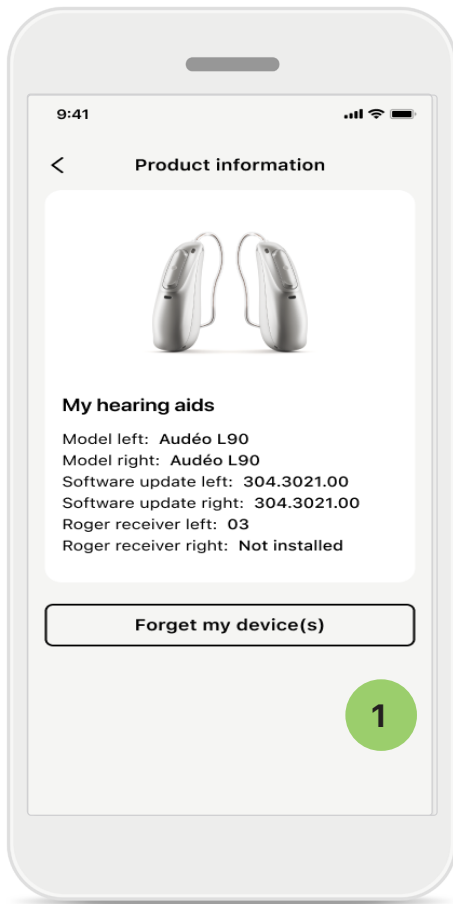 9:41
Product information
My hearing aids
Model left: Audéo L90
Model right: Audéo L90
Software update left: 304.3021.00
Software update right: 304.3021.00
Roger receiver left: 03
Roger receiver right: Not installed
Forget my device(s)
1